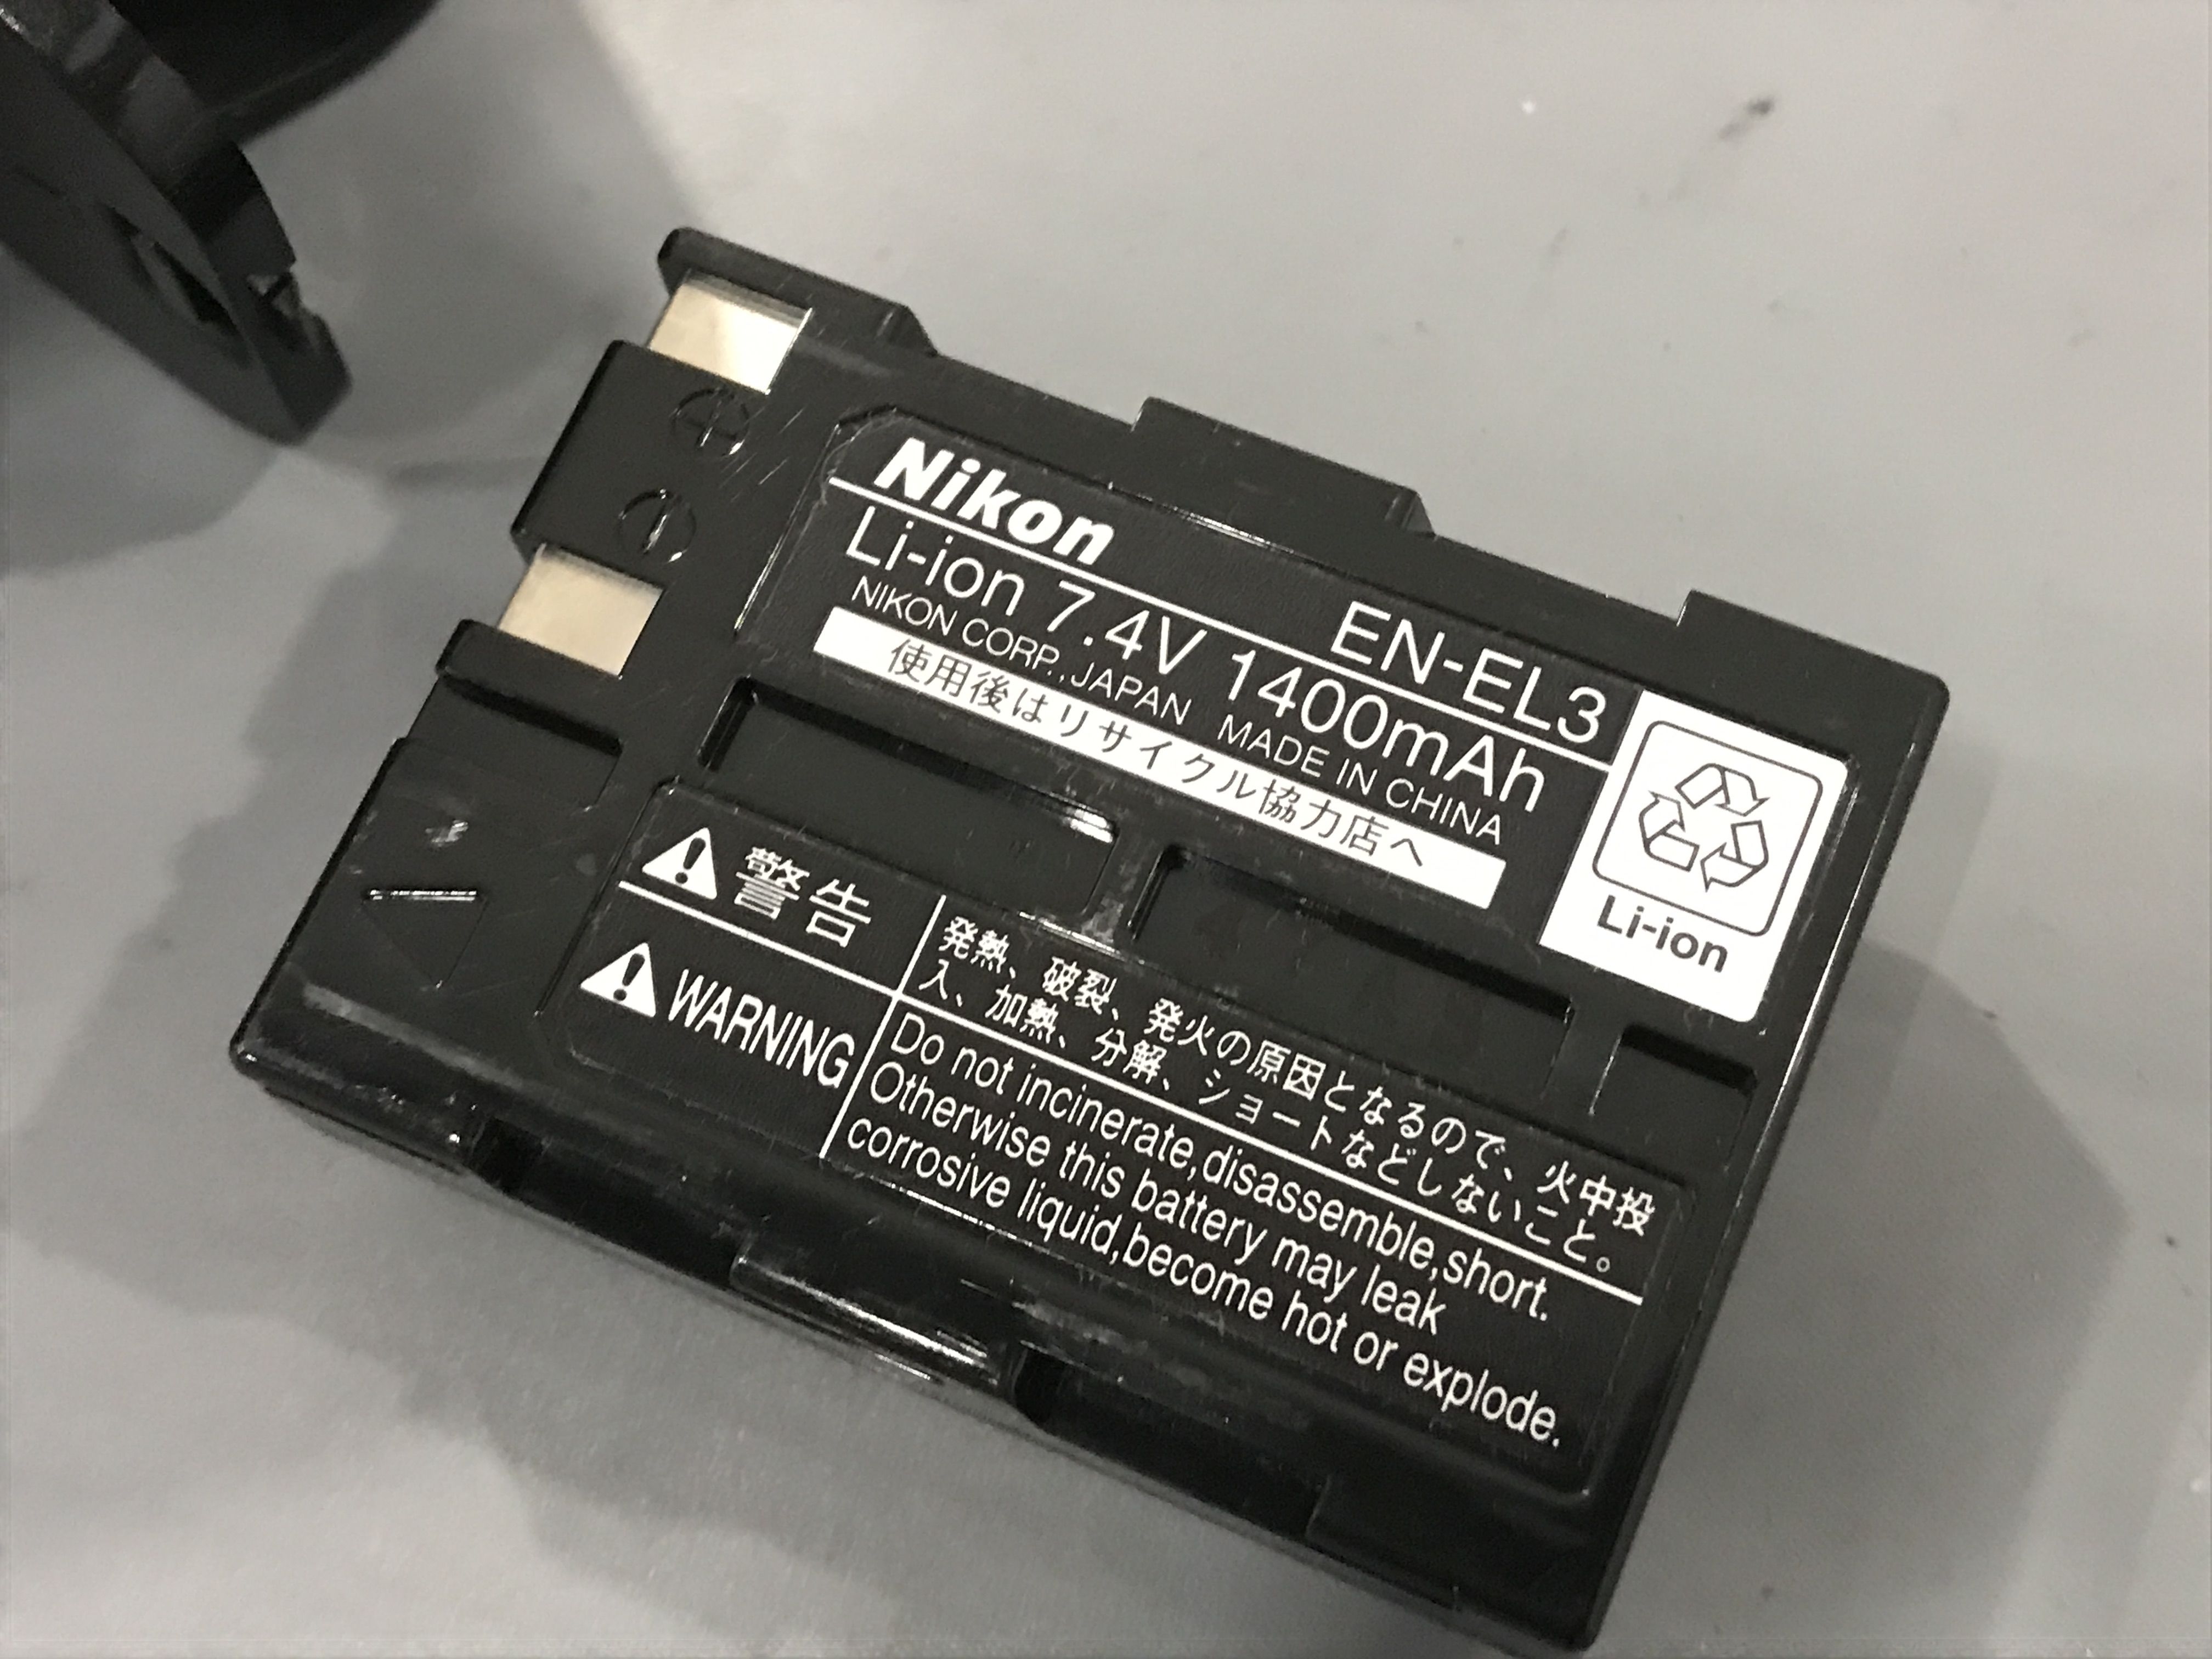 Nikon
EN-EL3
Li-ion 7.4V 1400mAh
NIKON CORP.,JAPAN MADE IN CHINA
使用後はリサイクル協力店へ
Li-ion
警告
発熱、破裂、発火の原因となるので、火中投
入、加熱、分解、ショートなどしないこと。
WARNING
Do not incinerate,disassemble,short.
Otherwise this battery may leak
corrosive liquid,become hot or explode.